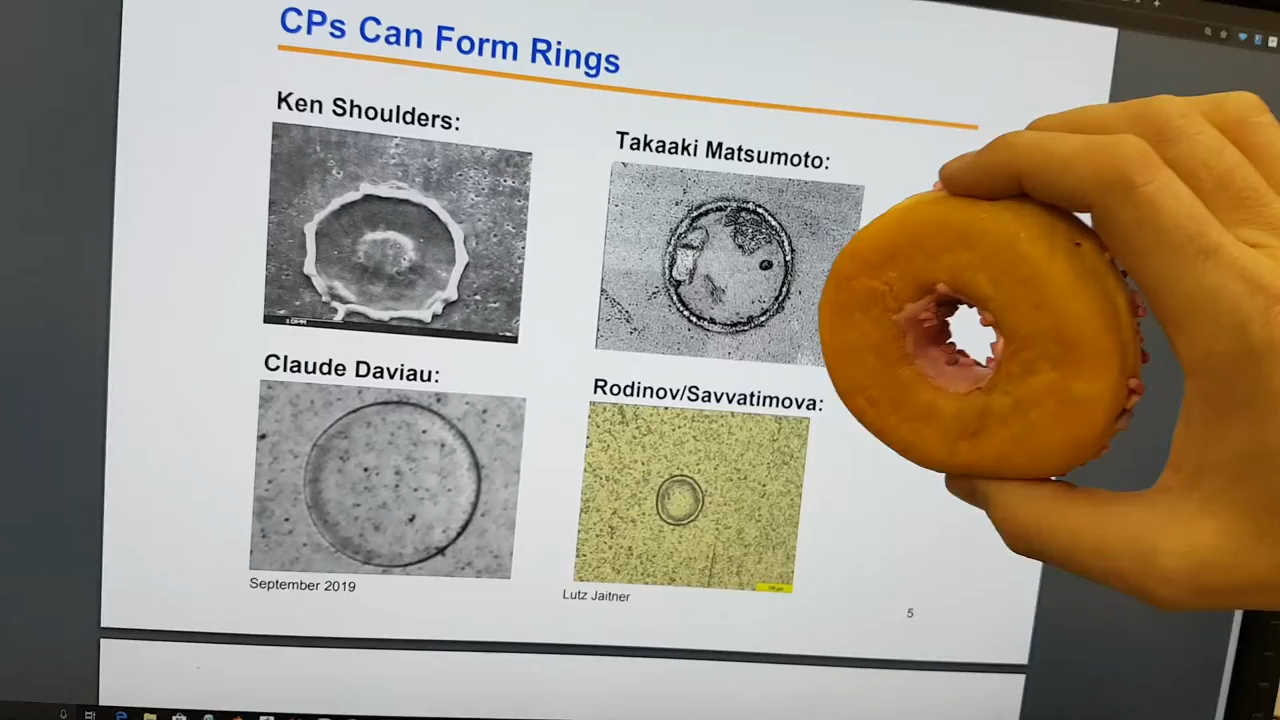 CPs Can Form Rings
Ken Shoulders:
Takaaki Matsumoto:
Claude Daviau:
Rodinov/Savvatimova:
September 2019
Lutz Jaitner
5